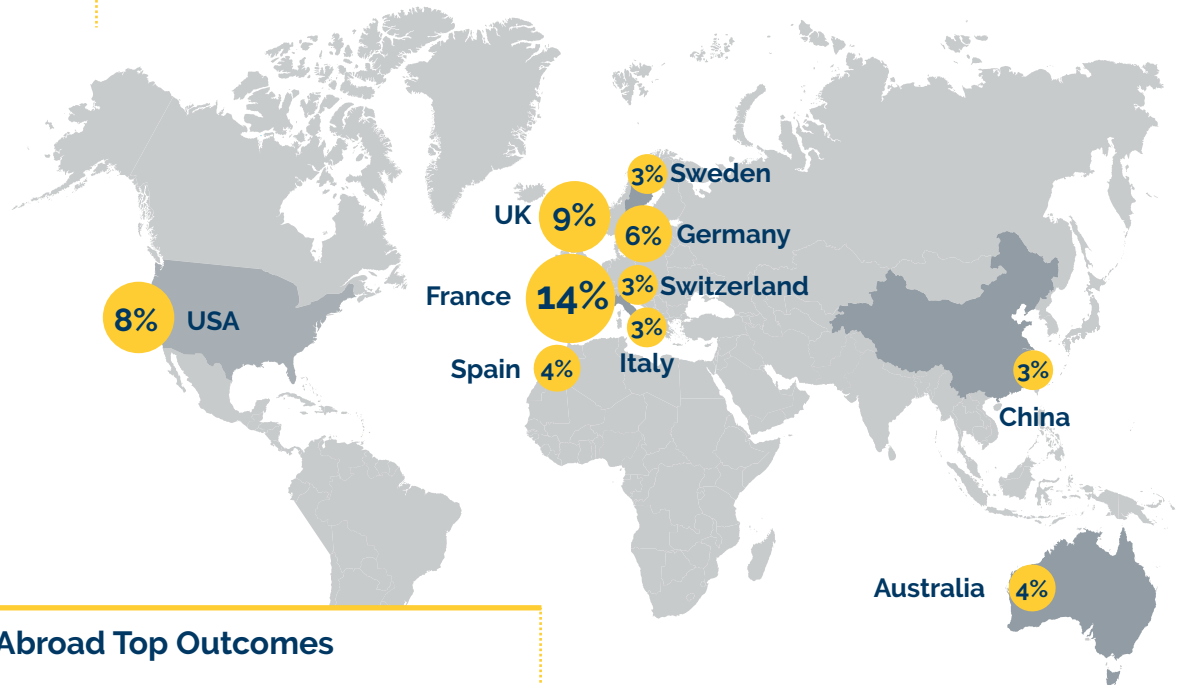 3% Sweden
UK 9%
6% Germany
3% Switzerland
France 14%
8% USA
3%
Italy
Spain 4%
3%
China
Australia 4%
Abroad Top Outcomes